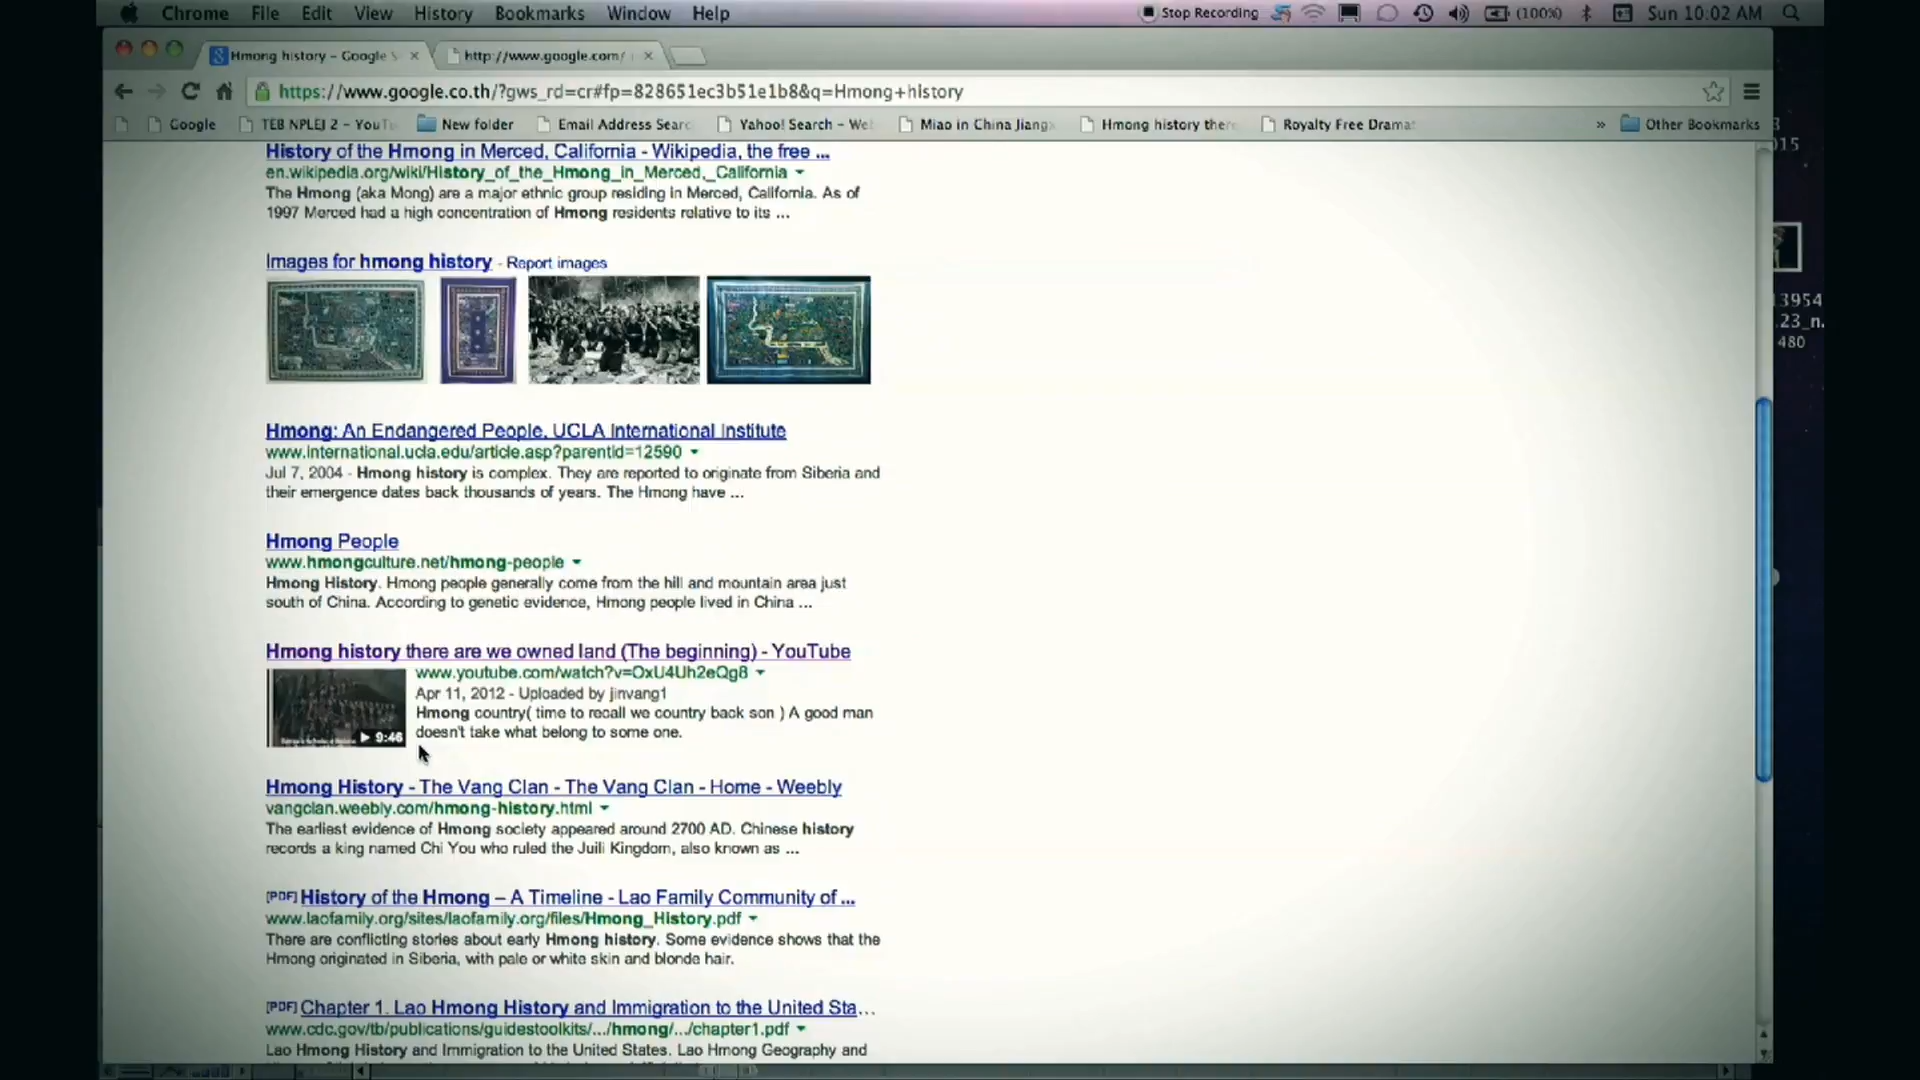 Chrome File Edit View History Bookmarks Window Help Stop Recording (100%) Sun 10:02 AM
Hmong history - Google S http://www.google.com/
https://www.google.co.th/?gws_rd=cr#fp=828651ec3b51e1b8&q=Hmong+history
Google TEB NPLEJ 2 - YouTu New folder Email Address Searc Yahoo! Search - We Miao in China Jiangx Hmong history there Royalty Free Dramat » Other Bookmarks
History of the Hmong in Merced, California - Wikipedia, the free ...
en.wikipedia.org/wiki/History_of_the_Hmong_in_Merced,_California
The Hmong (aka Mong) are a major ethnic group residing in Merced, California. As of
1997 Merced had a high concentration of Hmong residents relative to its ...
Images for hmong history - Report images
Hmong: An Endangered People, UCLA International Institute
www.international.ucla.edu/article.asp?parentid=12590
Jul 7, 2004 - Hmong history is complex. They are reported to originate from Siberia and
their emergence dates back thousands of years. The Hmong have ...
Hmong People
www.hmongculture.net/hmong-people
Hmong History. Hmong people generally come from the hill and mountain area just
south of China. According to genetic evidence, Hmong people lived in China ...
Hmong history there are we owned land (The beginning) - YouTube
www.youtube.com/watch?v=OxU4Uh2eQg8
Apr 11, 2012 - Uploaded by jinvang1
Hmong country( time to recall we country back son ) A good man
doesn't take what belong to some one.
9:46
Hmong History - The Vang Clan - The Vang Clan - Home - Weebly
vangclan.weebly.com/hmong-history.html
The earliest evidence of Hmong society appeared around 2700 AD. Chinese history
records a king named Chi You who ruled the Juili Kingdom, also known as ...
[PDF] History of the Hmong – A Timeline - Lao Family Community of ...
www.laofamily.org/sites/laofamily.org/files/Hmong_History.pdf
There are conflicting stories about early Hmong history. Some evidence shows that the
Hmong originated in Siberia, with pale or white skin and blonde hair.
[PDF] Chapter 1. Lao Hmong History and Immigration to the United Sta...
www.cdc.gov/tb/publications/guidestoolkits/.../hmong/.../chapter1.pdf
Lao Hmong History and Immigration to the United States. Lao Hmong Geography and
015
13954
.23_n.
480